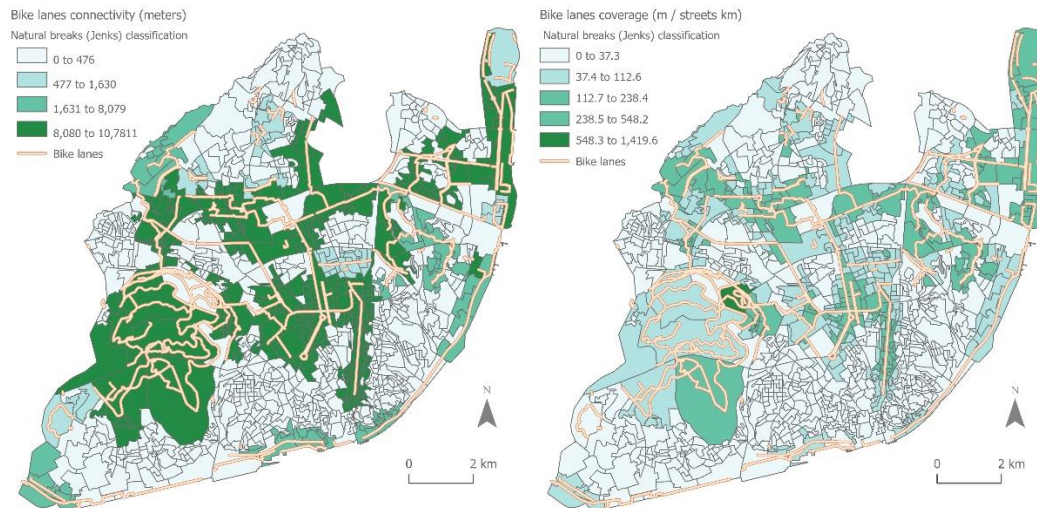 Bike lanes connectivity (meters)
Natural breaks (Jenks) classification
0 to 476
477 to 1,630
1,631 to 8,079
8,080 to 10,7811
Bike lanes
N
0 2 km
Bike lanes coverage (m / streets km)
Natural breaks (Jenks) classification
0 to 37.3
37.4 to 112.6
112.7 to 238.4
238.5 to 548.2
548.3 to 1,419.6
Bike lanes
N
0 2 km